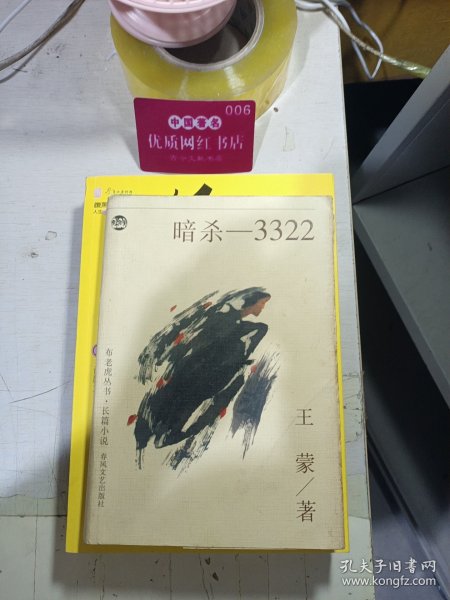 006
中国著名
优质网红书店
暗杀—3322
布老虎丛书·长篇小说
春风文艺出版社
王蒙/著
孔夫子旧书网
www.kongfz.com